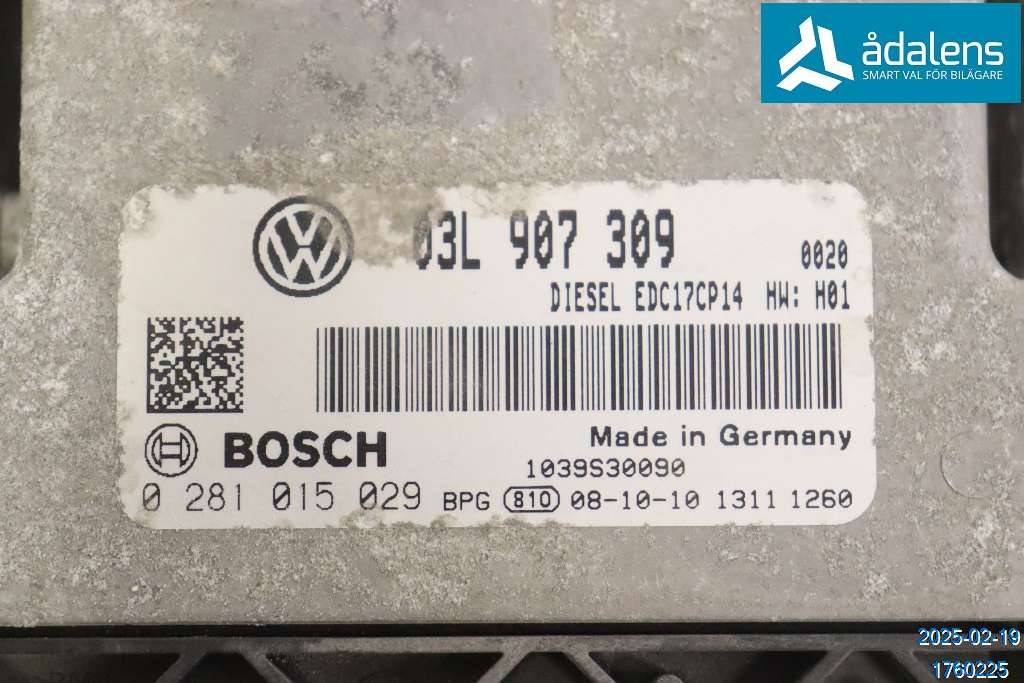 ådalens
SMART VAL FÖR BILÄGARE
03L 907 309
0020
DIESEL EDC17CP14 HW: H01
BOSCH
Made in Germany
1039S30090
0 281 015 029 BPG 810 08-10-10 1311 1260
2025-02-19
1760225